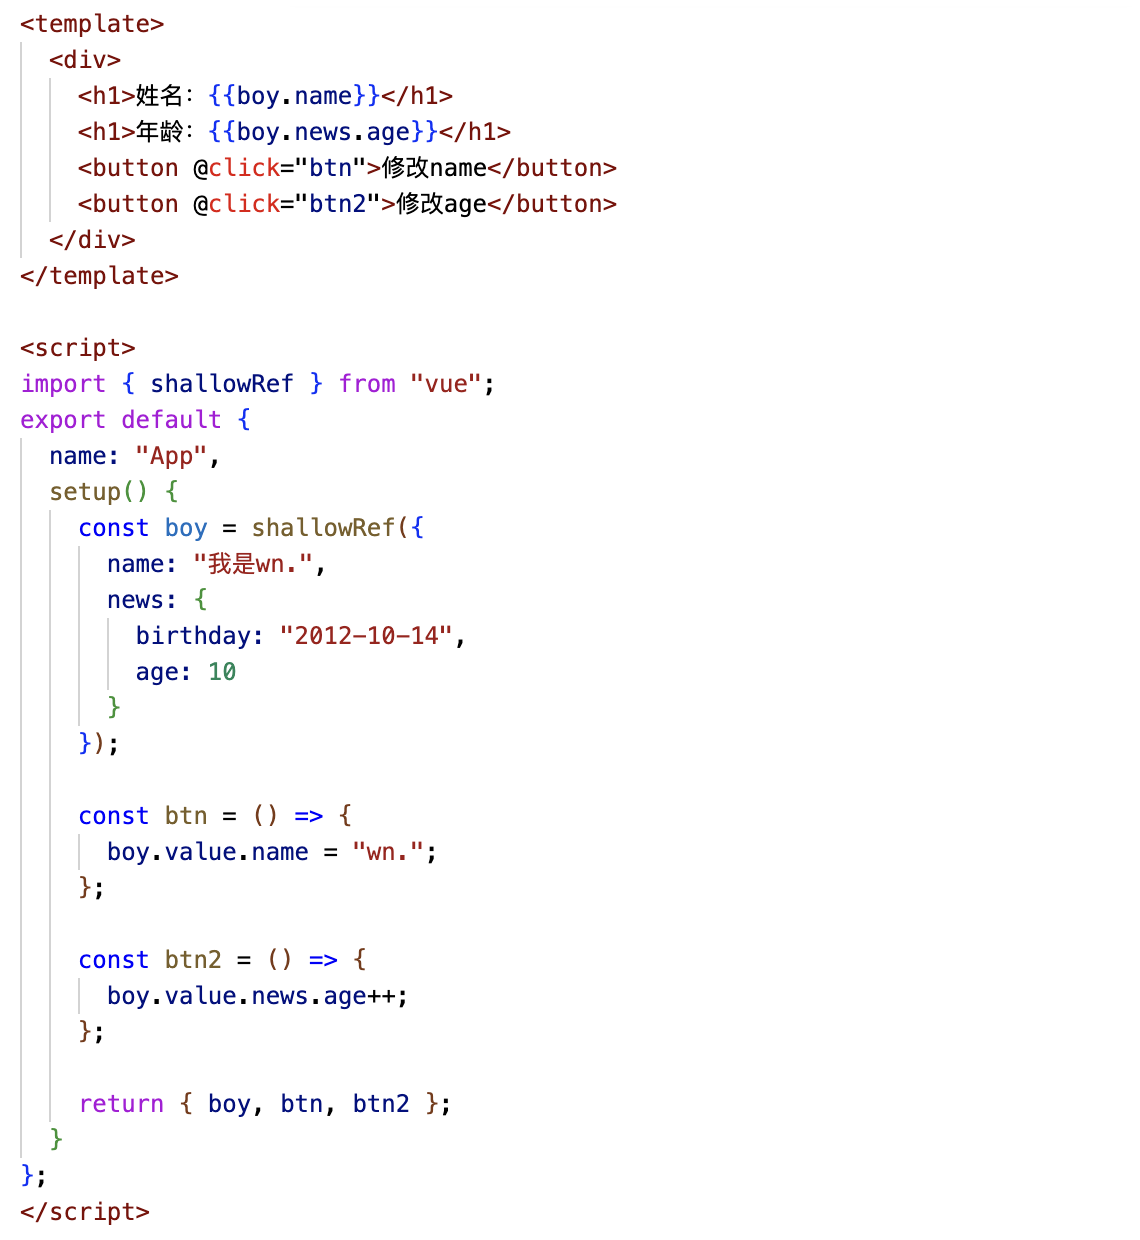 <template>
  <div>
    <h1>姓名：{{boy.name}}</h1>
    <h1>年龄：{{boy.news.age}}</h1>
    <button @click="btn">修改name</button>
    <button @click="btn2">修改age</button>
  </div>
</template>

<script>
import { shallowRef } from "vue";
export default {
  name: "App",
  setup() {
    const boy = shallowRef({
      name: "我是wn.",
      news: {
        birthday: "2012-10-14",
        age: 10
      }
    });

    const btn = () => {
      boy.value.name = "wn.";
    };

    const btn2 = () => {
      boy.value.news.age++;
    };

    return { boy, btn, btn2 };
  }
};
</script>